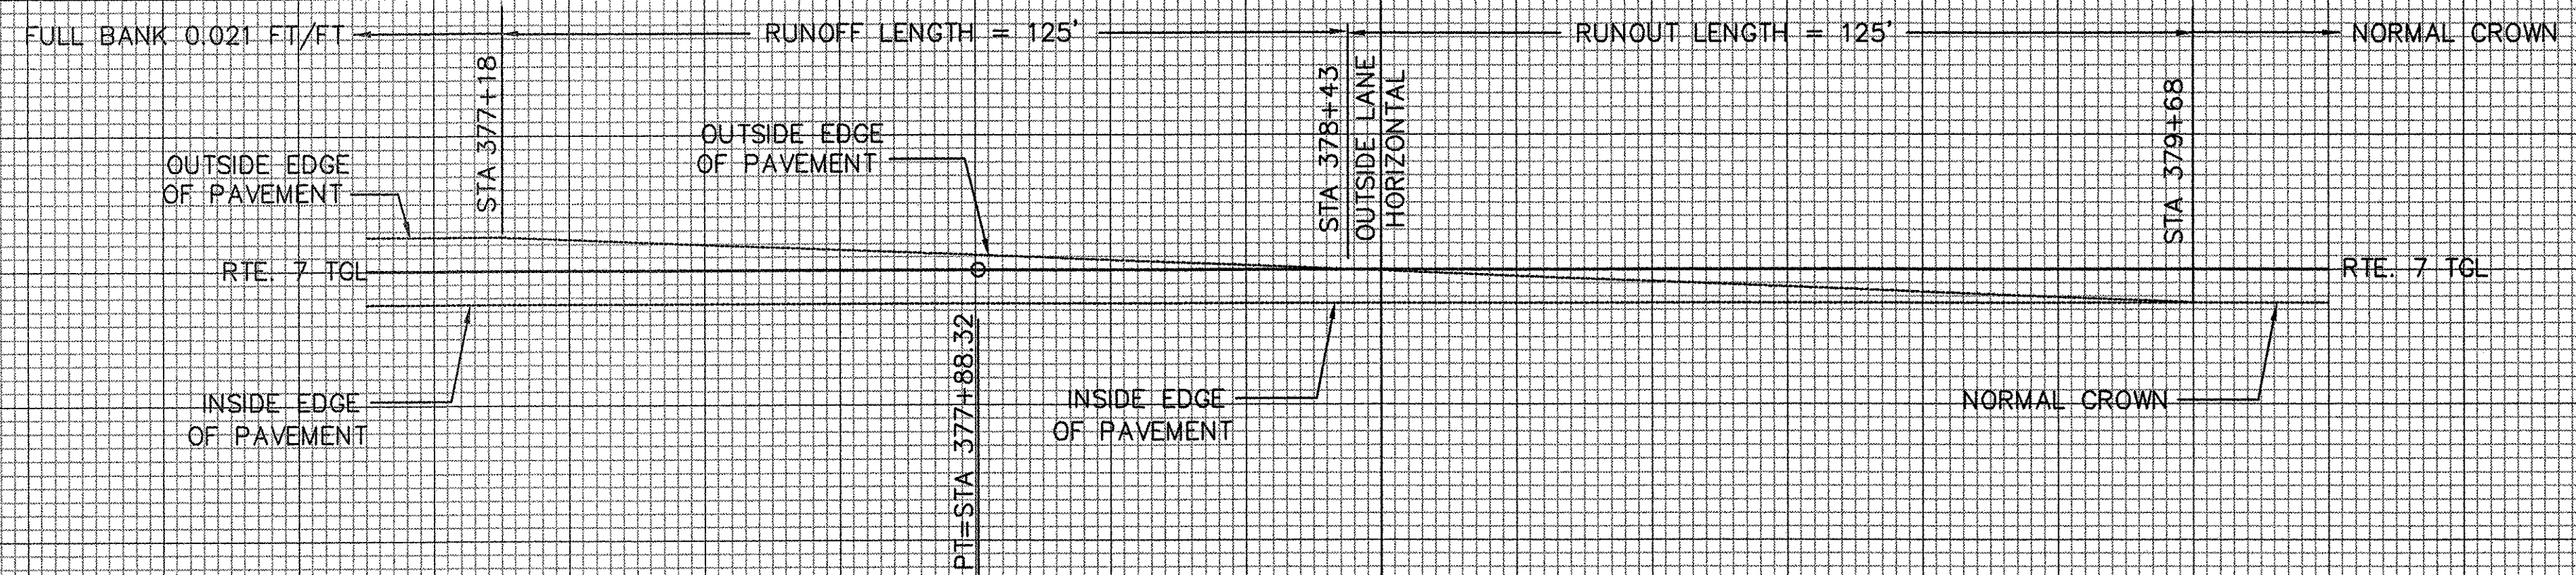 FULL BANK 0.021 FT/FT
RUNOFF LENGTH = 125'
RUNOUT LENGTH = 125'
NORMAL CROWN
STA 377+18
STA 378+43
OUTSIDE LANE
HORIZONTAL
STA 379+68
OUTSIDE EDGE
OF PAVEMENT
OUTSIDE EDGE
OF PAVEMENT
RTE. 7 TGL
RTE. 7 TGL
PT=STA 377+88.32
INSIDE EDGE
OF PAVEMENT
INSIDE EDGE
OF PAVEMENT
NORMAL CROWN